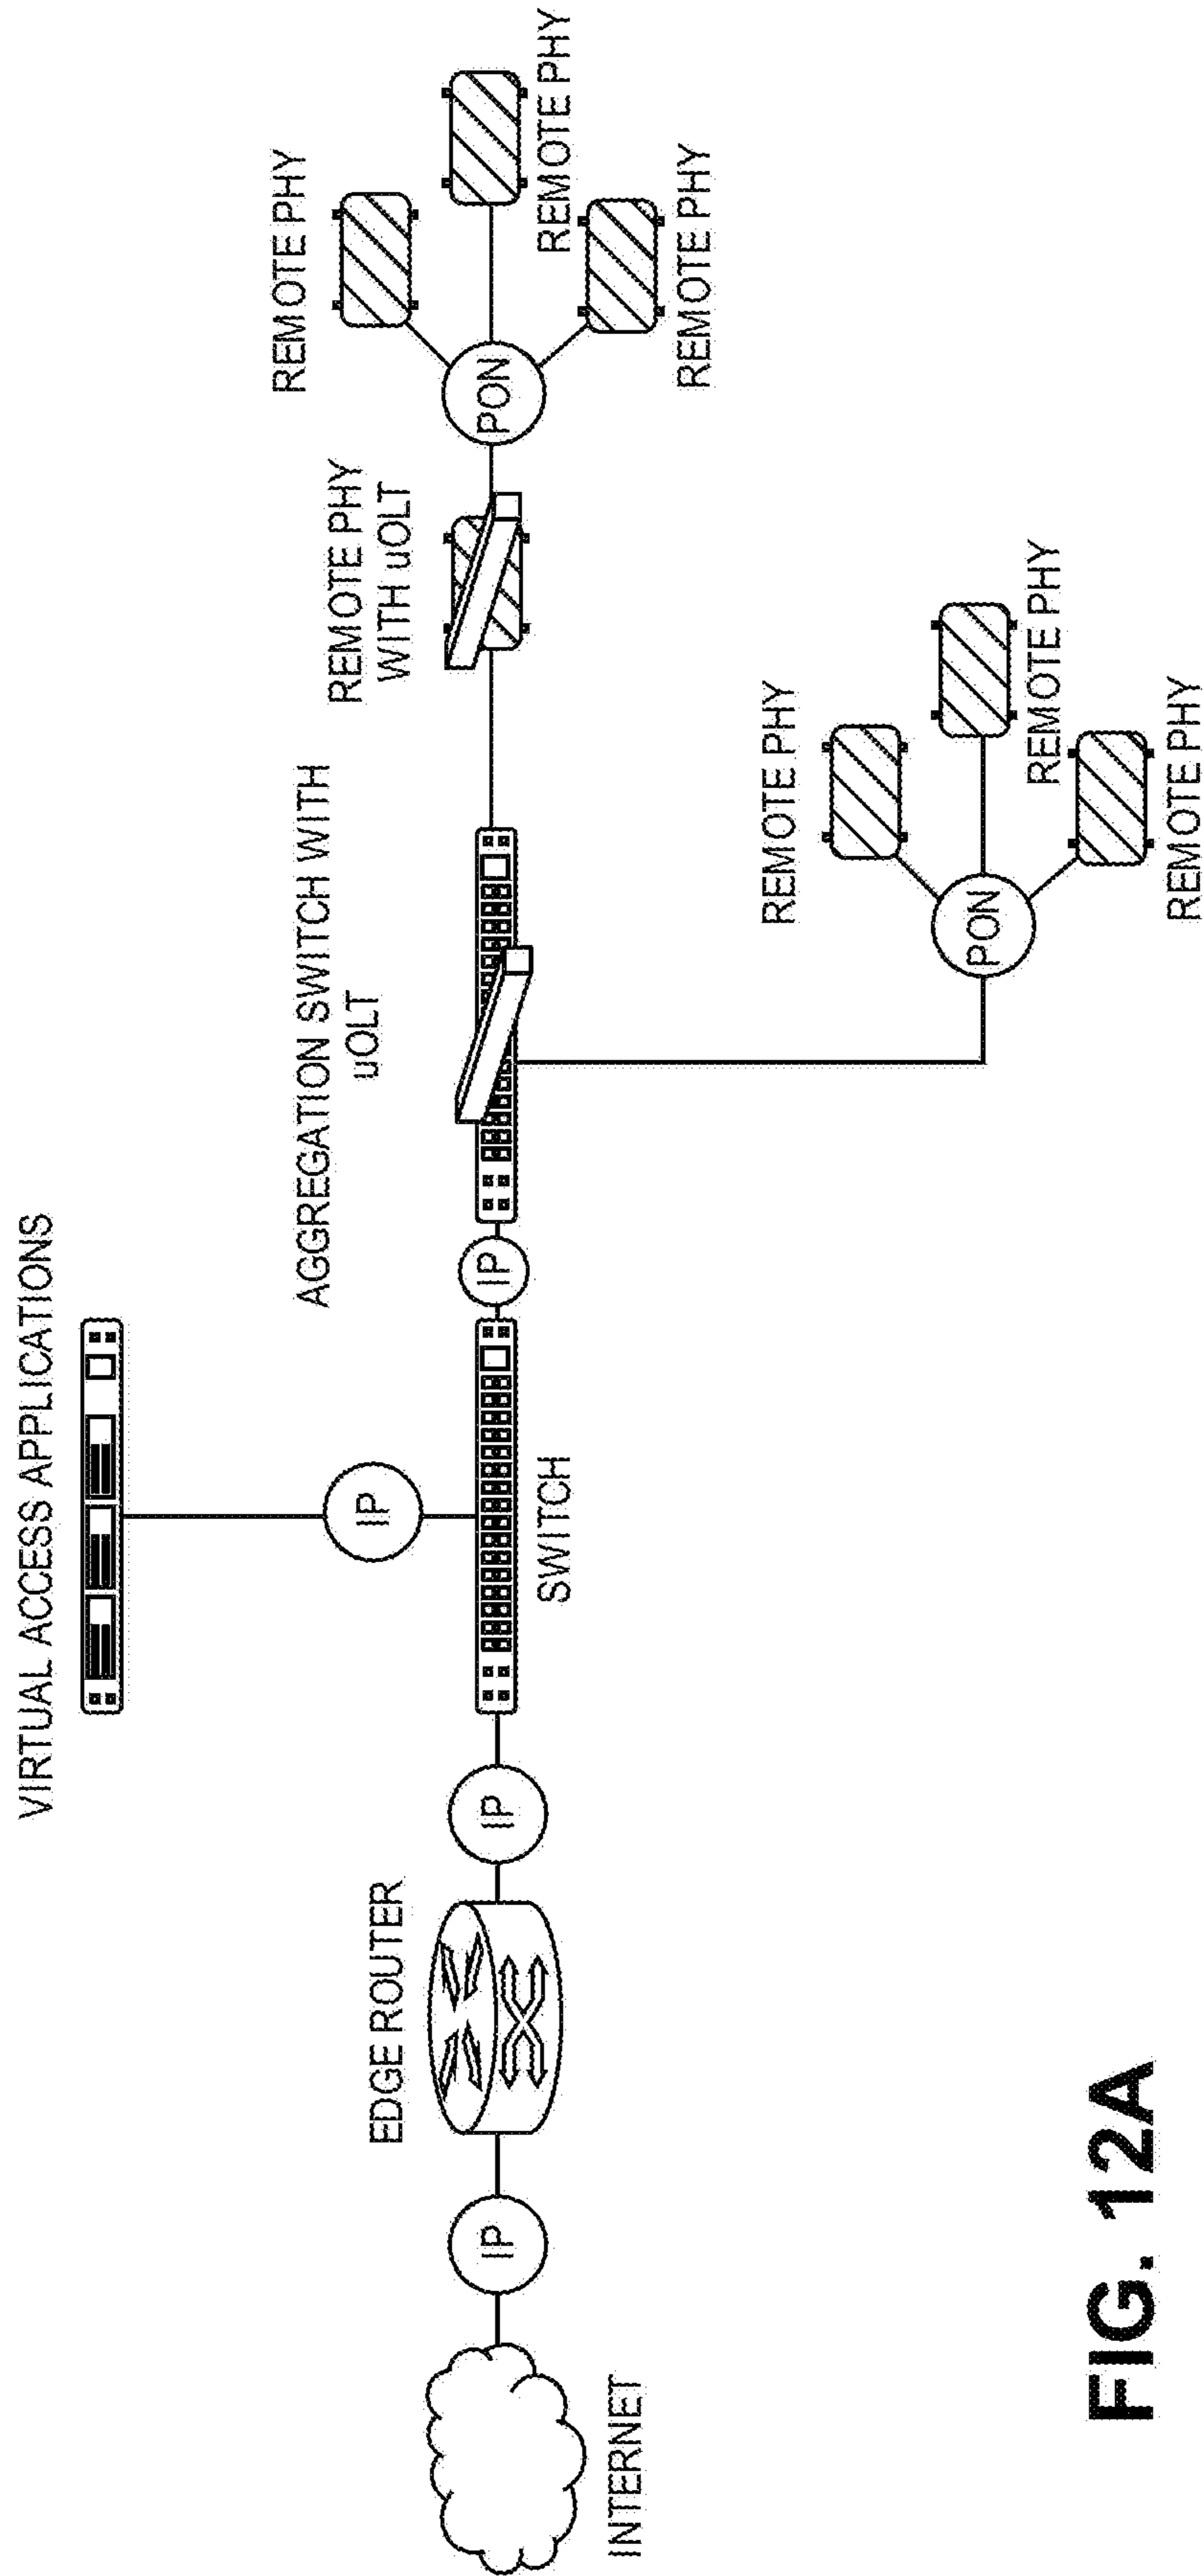 VIRTUAL ACCESS APPLICATIONS
IP
INTERNET
IP
EDGE ROUTER
IP
SWITCH
IP
AGGREGATION SWITCH WITH
uOLT
REMOTE PHY
WITH uOLT
PON
REMOTE PHY
REMOTE PHY
REMOTE PHY
PON
REMOTE PHY
REMOTE PHY
REMOTE PHY
FIG. 12A